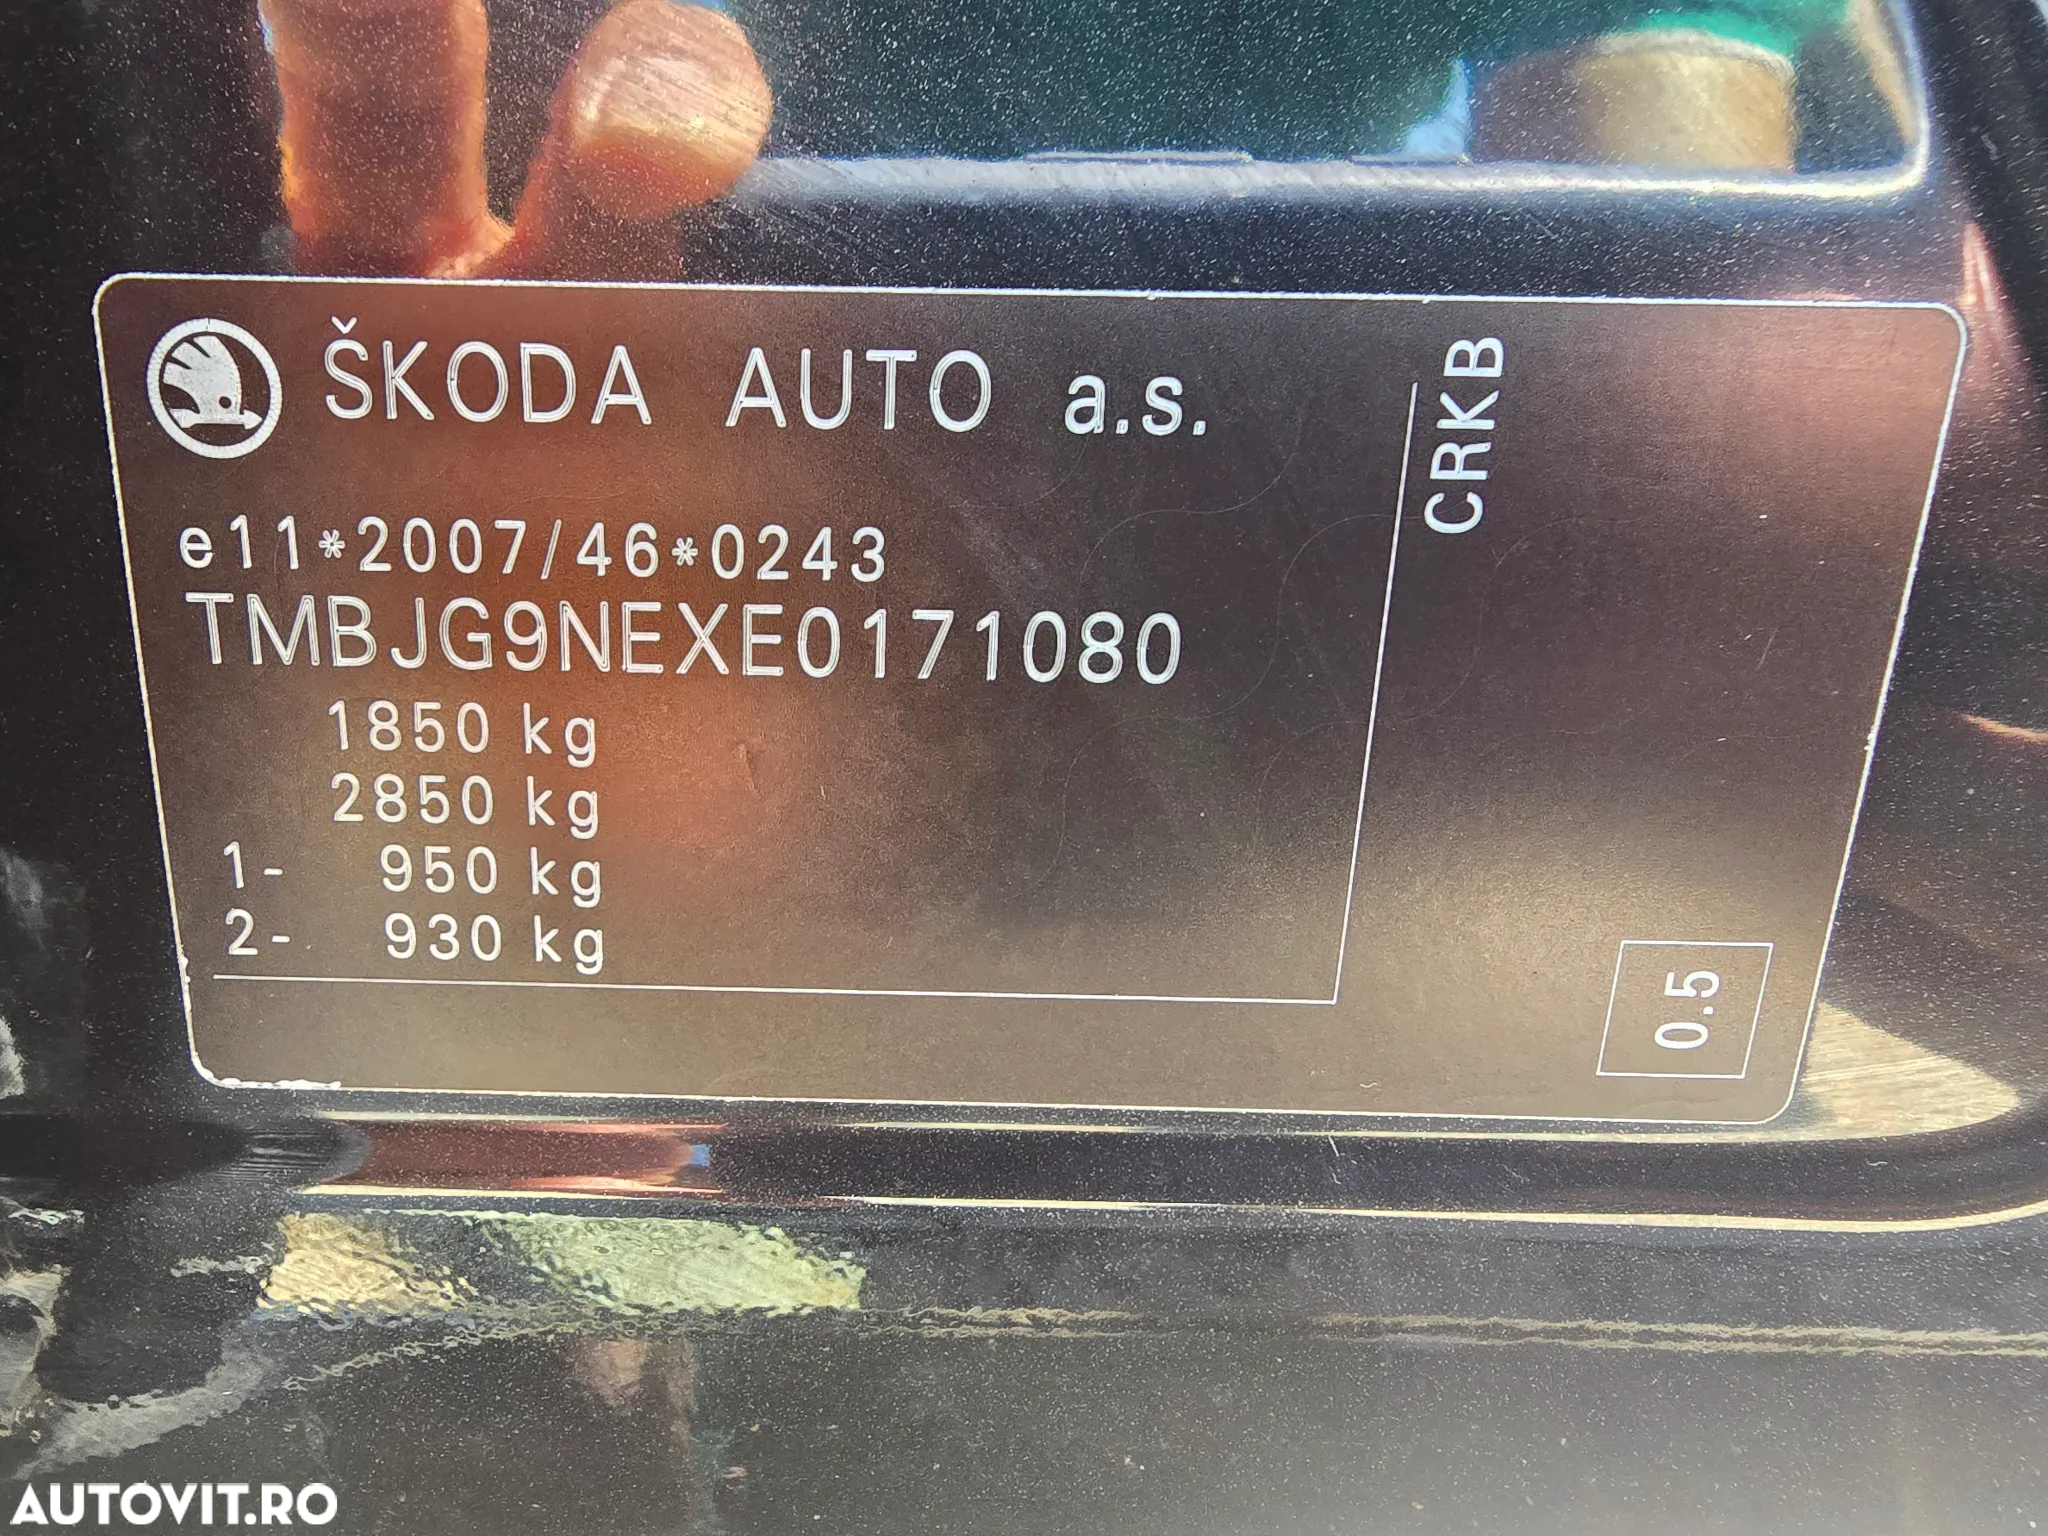 ŠKODA AUTO a.s.
e11*2007/46*0243
TMBJG9NEXE0171080
1850 kg
2850 kg
1- 950 kg
2- 930 kg
CRKB
0.5
AUTOVIT.RO